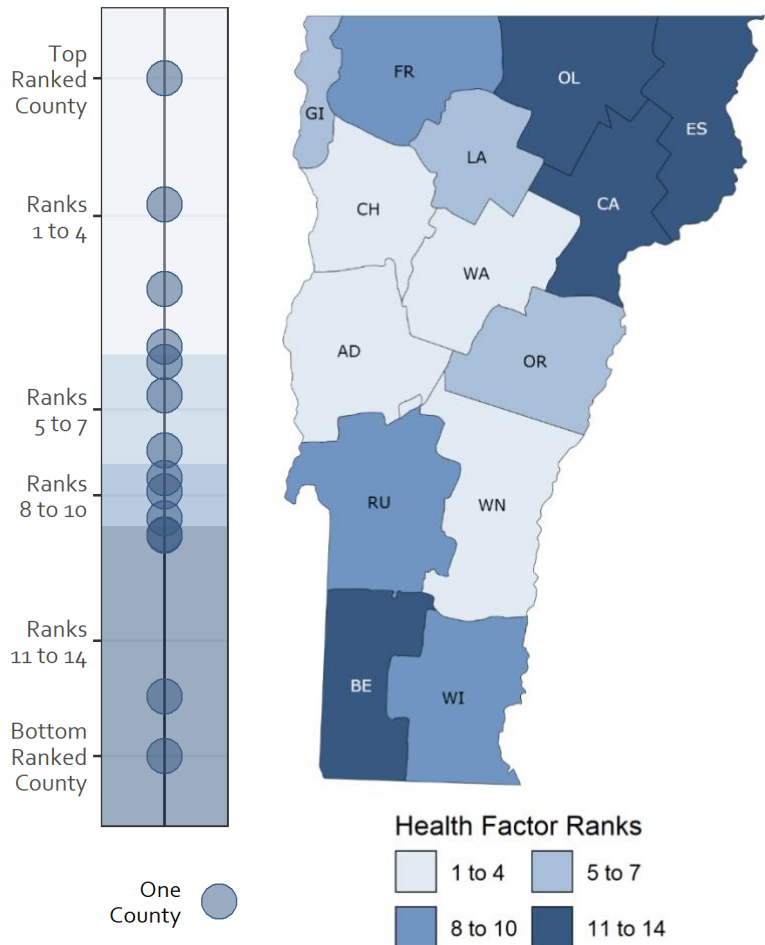 Top
Ranked
County
Ranks
1 to 4
Ranks
5 to 7
Ranks
8 to 10
Ranks
11 to 14
Bottom
Ranked
County
One
County
FR
OL
GI
ES
LA
CH
CA
WA
AD
OR
RU
WN
BE
WI
Health Factor Ranks
1 to 4
5 to 7
8 to 10
11 to 14